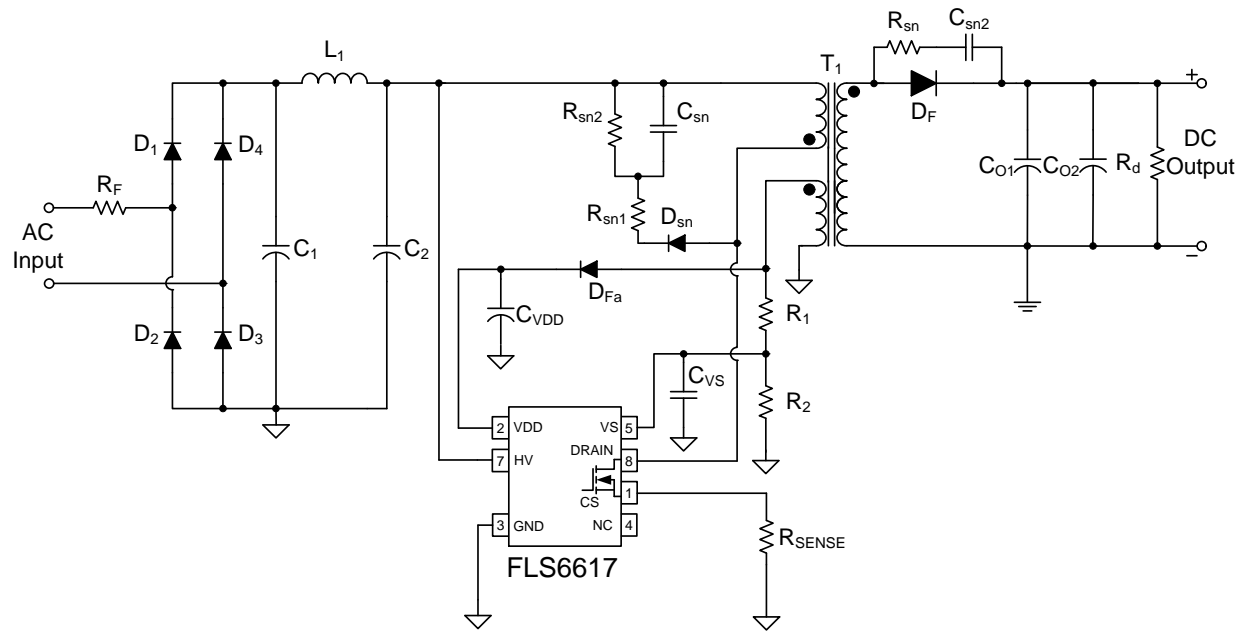 R_sn
C_sn2
L_1
T_1
+
D_F
R_sn2
C_sn
D_1
D_4
R_F
AC
Input
C_1
C_2
R_sn1
D_sn
C_O1
C_O2
R_d
DC
Output
–
D_Fa
R_1
D_2
D_3
C_VDD
C_VS
R_2
2 VDD
VS 5
7 HV
DRAIN 8
CS 1
3 GND
NC 4
R_SENSE
FLS6617